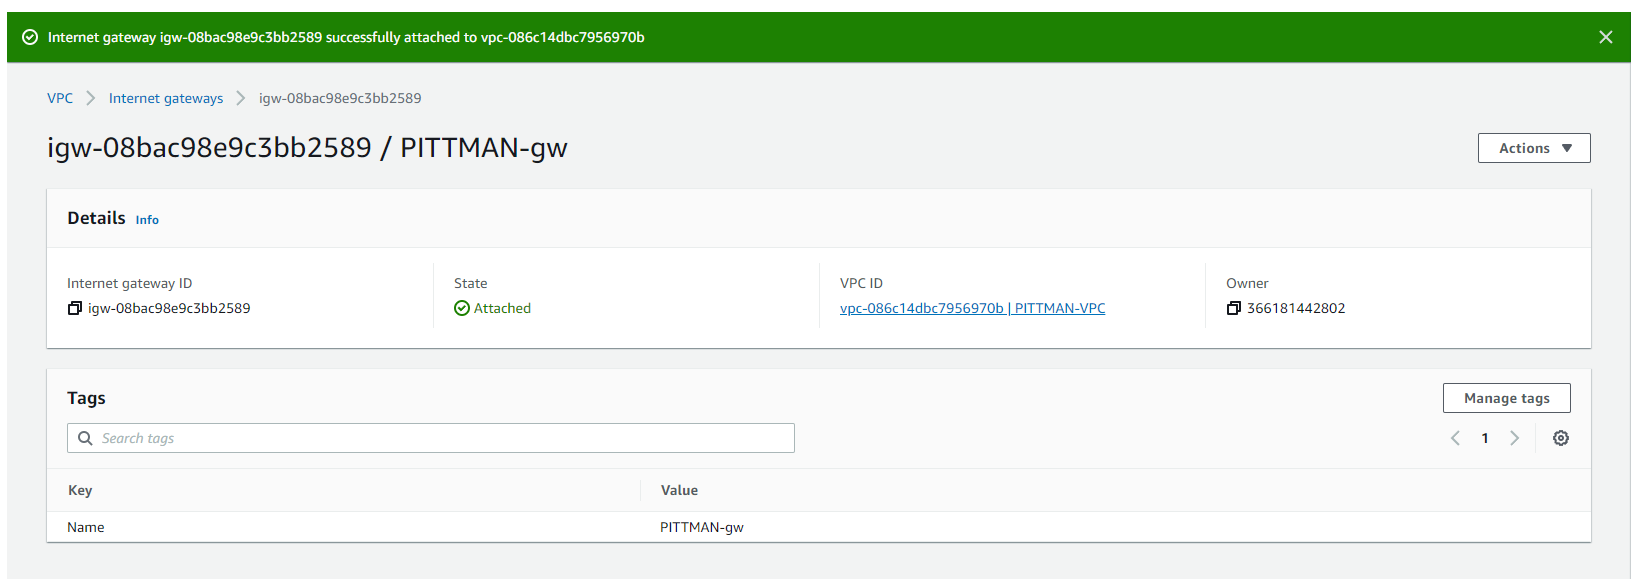 Internet gateway igw-08bac98e9c3bb2589 successfully attached to vpc-086c14dbc7956970b
VPC Internet gateways igw-08bac98e9c3bb2589
igw-08bac98e9c3bb2589 / PITTMAN-gw
Actions
Details Info
Internet gateway ID State VPC ID Owner
igw-08bac98e9c3bb2589 Attached vpc-086c14dbc7956970b | PITTMAN-VPC 366181442802
Tags
Manage tags
Search tags
1
Key Value
Name PITTMAN-gw